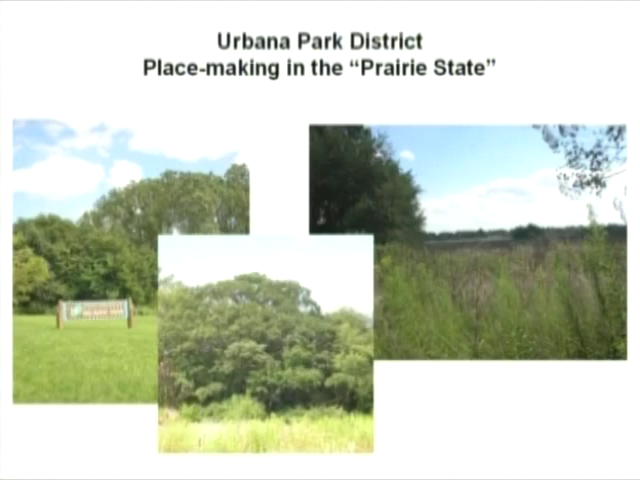 Urbana Park District
Place-making in the “Prairie State”